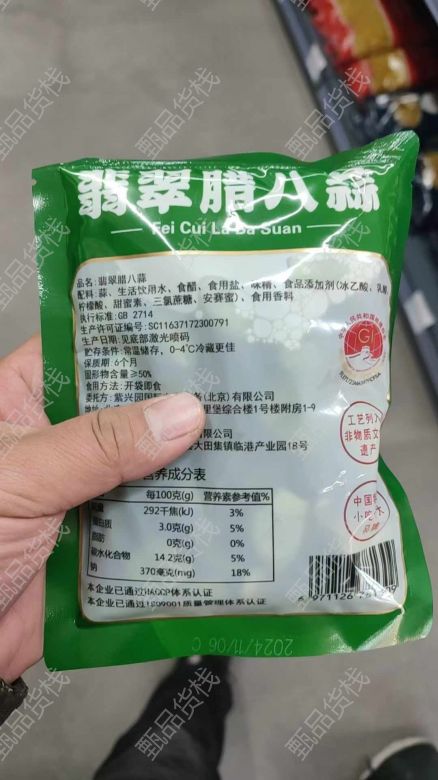 翡翠腊八蒜
Fei Cui La Ba Suan
品名:翡翠腊八蒜
配料:蒜、生活饮用水、食醋、食用盐、味精、食品添加剂(冰乙酸、乳酸、
柠檬酸、甜蜜素、三氯蔗糖、安赛蜜)、食用香料
执行标准:GB 2714
生产许可证编号:SC11637172300791
生产日期:见底部激光喷码
贮存条件:常温储存,0-4℃冷藏更佳
保质期:6个月
固形物含量:≥50%
食用方法:开袋即食
委托方:紫兴园国
(北京)有限公司
地址
里堡综合楼1号楼附房1-9
有限公司
大田集镇临港产业园18号
营养成分表
每100克(g) 营养素参考值%
292千焦(kJ) 3%
蛋白质 3.0克(g) 5%
脂肪 0克(g) 0%
碳水化合物 14.2克(g) 5%
钠 370毫克(mg) 18%
本企业已通过HACCP体系认证
本企业已通过ISO9001质量管理体系认证
GI
工艺列入
非物质文
遗产
中国
小吃
品牌
6 971126
2024/11/06 C
甄品货栈